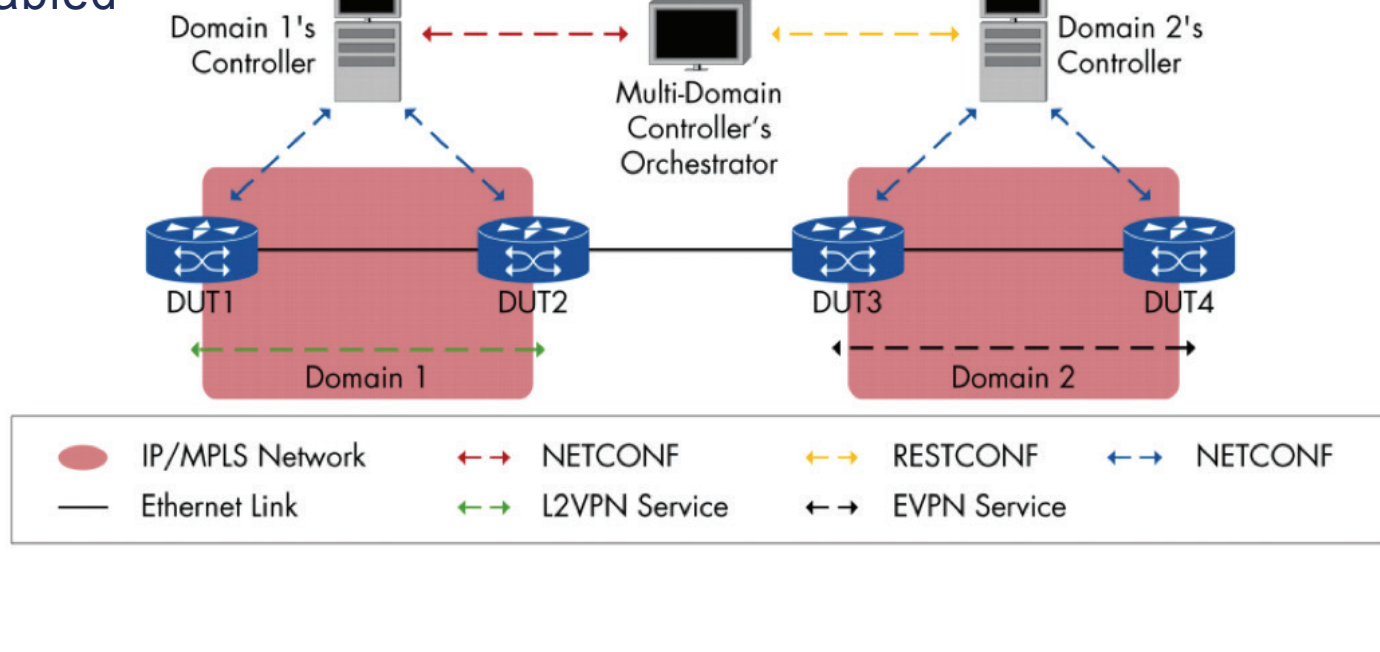 abled
Domain 1's
Controller
Multi-Domain
Controller's
Orchestrator
Domain 2's
Controller
DUT1
DUT2
DUT3
DUT4
Domain 1
Domain 2
IP/MPLS Network
NETCONF
RESTCONF
NETCONF
Ethernet Link
L2VPN Service
EVPN Service